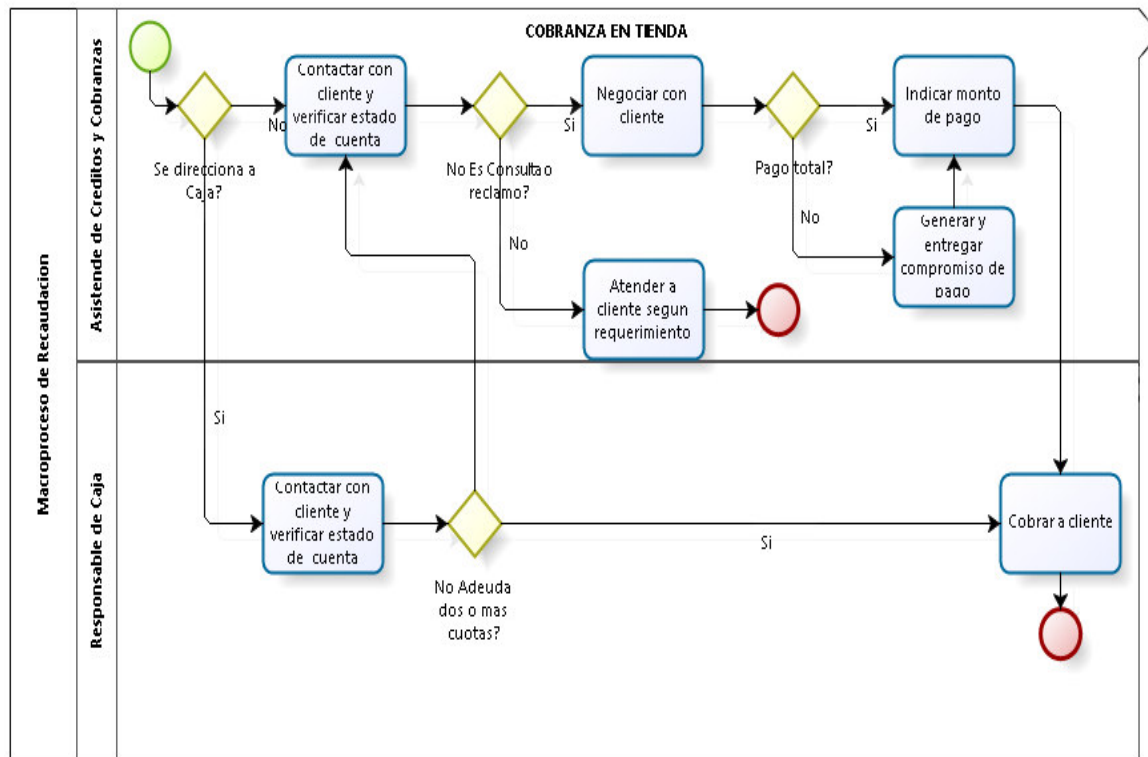 COBRANZA EN TIENDA
Macroproceso de Recaudacion
Asistende de Creditos y Cobranzas
Contactar con
cliente y
verificar estado
de cuenta
Negociar con
cliente
Indicar monto
de pago
No
Si
Si
Se direcciona a
Caja?
No Es Consulta o
reclamo?
Pago total?
No
No
Generar y
entregar
compromiso de
pago
Atender a
cliente segun
requerimiento
Responsable de Caja
Si
Contactar con
cliente y
verificar estado
de cuenta
Si
Cobrar a cliente
No Adeuda
dos o mas
cuotas?